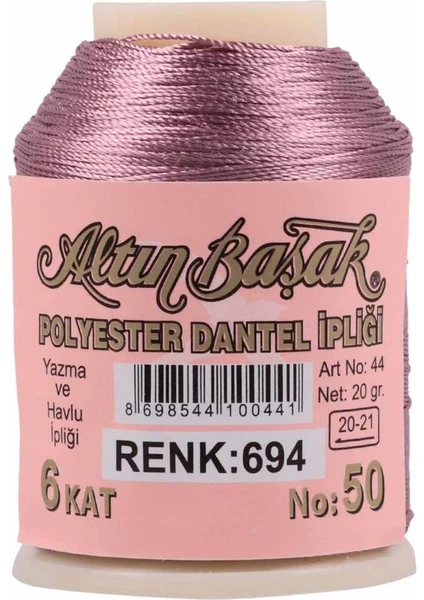 Altın Başak®
POLYESTER DANTEL İPLİĞİ
Yazma
ve
Havlu
İpliği
8 698544 100441
Art No: 44
Net: 20 gr.
20-21
RENK:694
6 KAT
No: 50